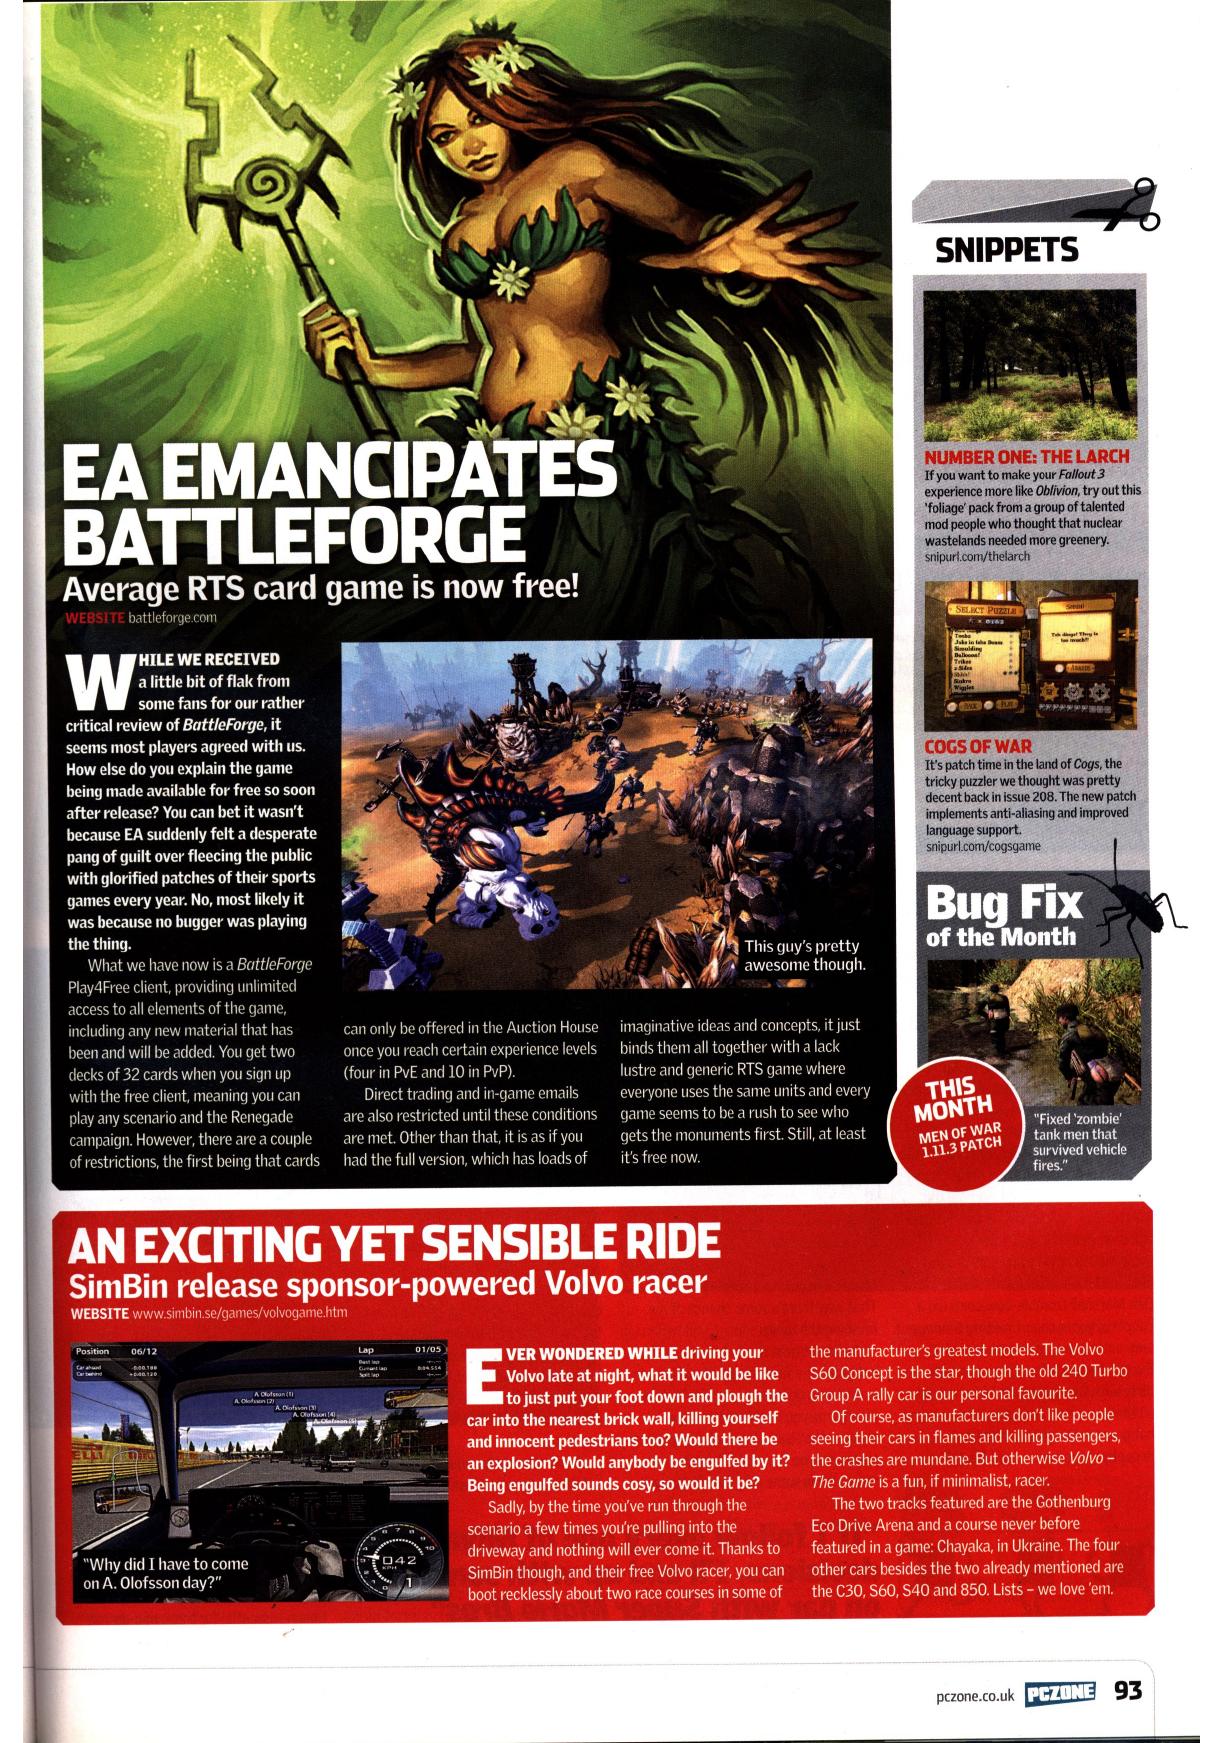 EA EMANCIPATES
BATTLEFORGE
Average RTS card game is now free!
WEBSITE battleforge.com
WHILE WE RECEIVED
a little bit of flak from
some fans for our rather
critical review of BattleForge, it
seems most players agreed with us.
How else do you explain the game
being made available for free so soon
after release? You can bet it wasn't
because EA suddenly felt a desperate
pang of guilt over fleecing the public
with glorified patches of their sports
games every year. No, most likely it
was because no bugger was playing
the thing.
What we have now is a BattleForge
Play4Free client, providing unlimited
access to all elements of the game,
including any new material that has
been and will be added. You get two
decks of 32 cards when you sign up
with the free client, meaning you can
play any scenario and the Renegade
campaign. However, there are a couple
of restrictions, the first being that cards
This guy's pretty
awesome though.
can only be offered in the Auction House
once you reach certain experience levels
(four in PvE and 10 in PvP).
Direct trading and in-game emails
are also restricted until these conditions
are met. Other than that, it is as if you
had the full version, which has loads of
imaginative ideas and concepts, it just
binds them all together with a lack
lustre and generic RTS game where
everyone uses the same units and every
game seems to be a rush to see who
gets the monuments first. Still, at least
it's free now.
SNIPPETS
NUMBER ONE: THE LARCH
If you want to make your Fallout 3
experience more like Oblivion, try out this
'foliage' pack from a group of talented
mod people who thought that nuclear
wastelands needed more greenery.
snipurl.com/thelarch
SELECT PUZZLE
COGS OF WAR
It's patch time in the land of Cogs, the
tricky puzzler we thought was pretty
decent back in issue 208. The new patch
implements anti-aliasing and improved
language support.
snipurl.com/cogsgame
Bug Fix
of the Month
THIS
MONTH
MEN OF WAR
1.11.3 PATCH
"Fixed 'zombie'
tank men that
survived vehicle
fires."
AN EXCITING YET SENSIBLE RIDE
SimBin release sponsor-powered Volvo racer
WEBSITE www.simbin.se/games/volvogame.htm
Position 06/12
Lap 01/05
Car ahead
Car behind
Best lap
Current lap
Split lap
A. Olofsson (1)
A. Olofsson (2)
A. Olofsson (3)
A. Olofsson (4)
042
KPH
1
"Why did I have to come
on A. Olofsson day?"
EVER WONDERED WHILE driving your
Volvo late at night, what it would be like
to just put your foot down and plough the
car into the nearest brick wall, killing yourself
and innocent pedestrians too? Would there be
an explosion? Would anybody be engulfed by it?
Being engulfed sounds cosy, so would it be?
Sadly, by the time you've run through the
scenario a few times you're pulling into the
driveway and nothing will ever come it. Thanks to
SimBin though, and their free Volvo racer, you can
boot recklessly about two race courses in some of
the manufacturer's greatest models. The Volvo
S60 Concept is the star, though the old 240 Turbo
Group A rally car is our personal favourite.
Of course, as manufacturers don't like people
seeing their cars in flames and killing passengers,
the crashes are mundane. But otherwise Volvo –
The Game is a fun, if minimalist, racer.
The two tracks featured are the Gothenburg
Eco Drive Arena and a course never before
featured in a game: Chayaka, in Ukraine. The four
other cars besides the two already mentioned are
the C30, S60, S40 and 850. Lists – we love 'em.
pczone.co.uk PCZONE 93